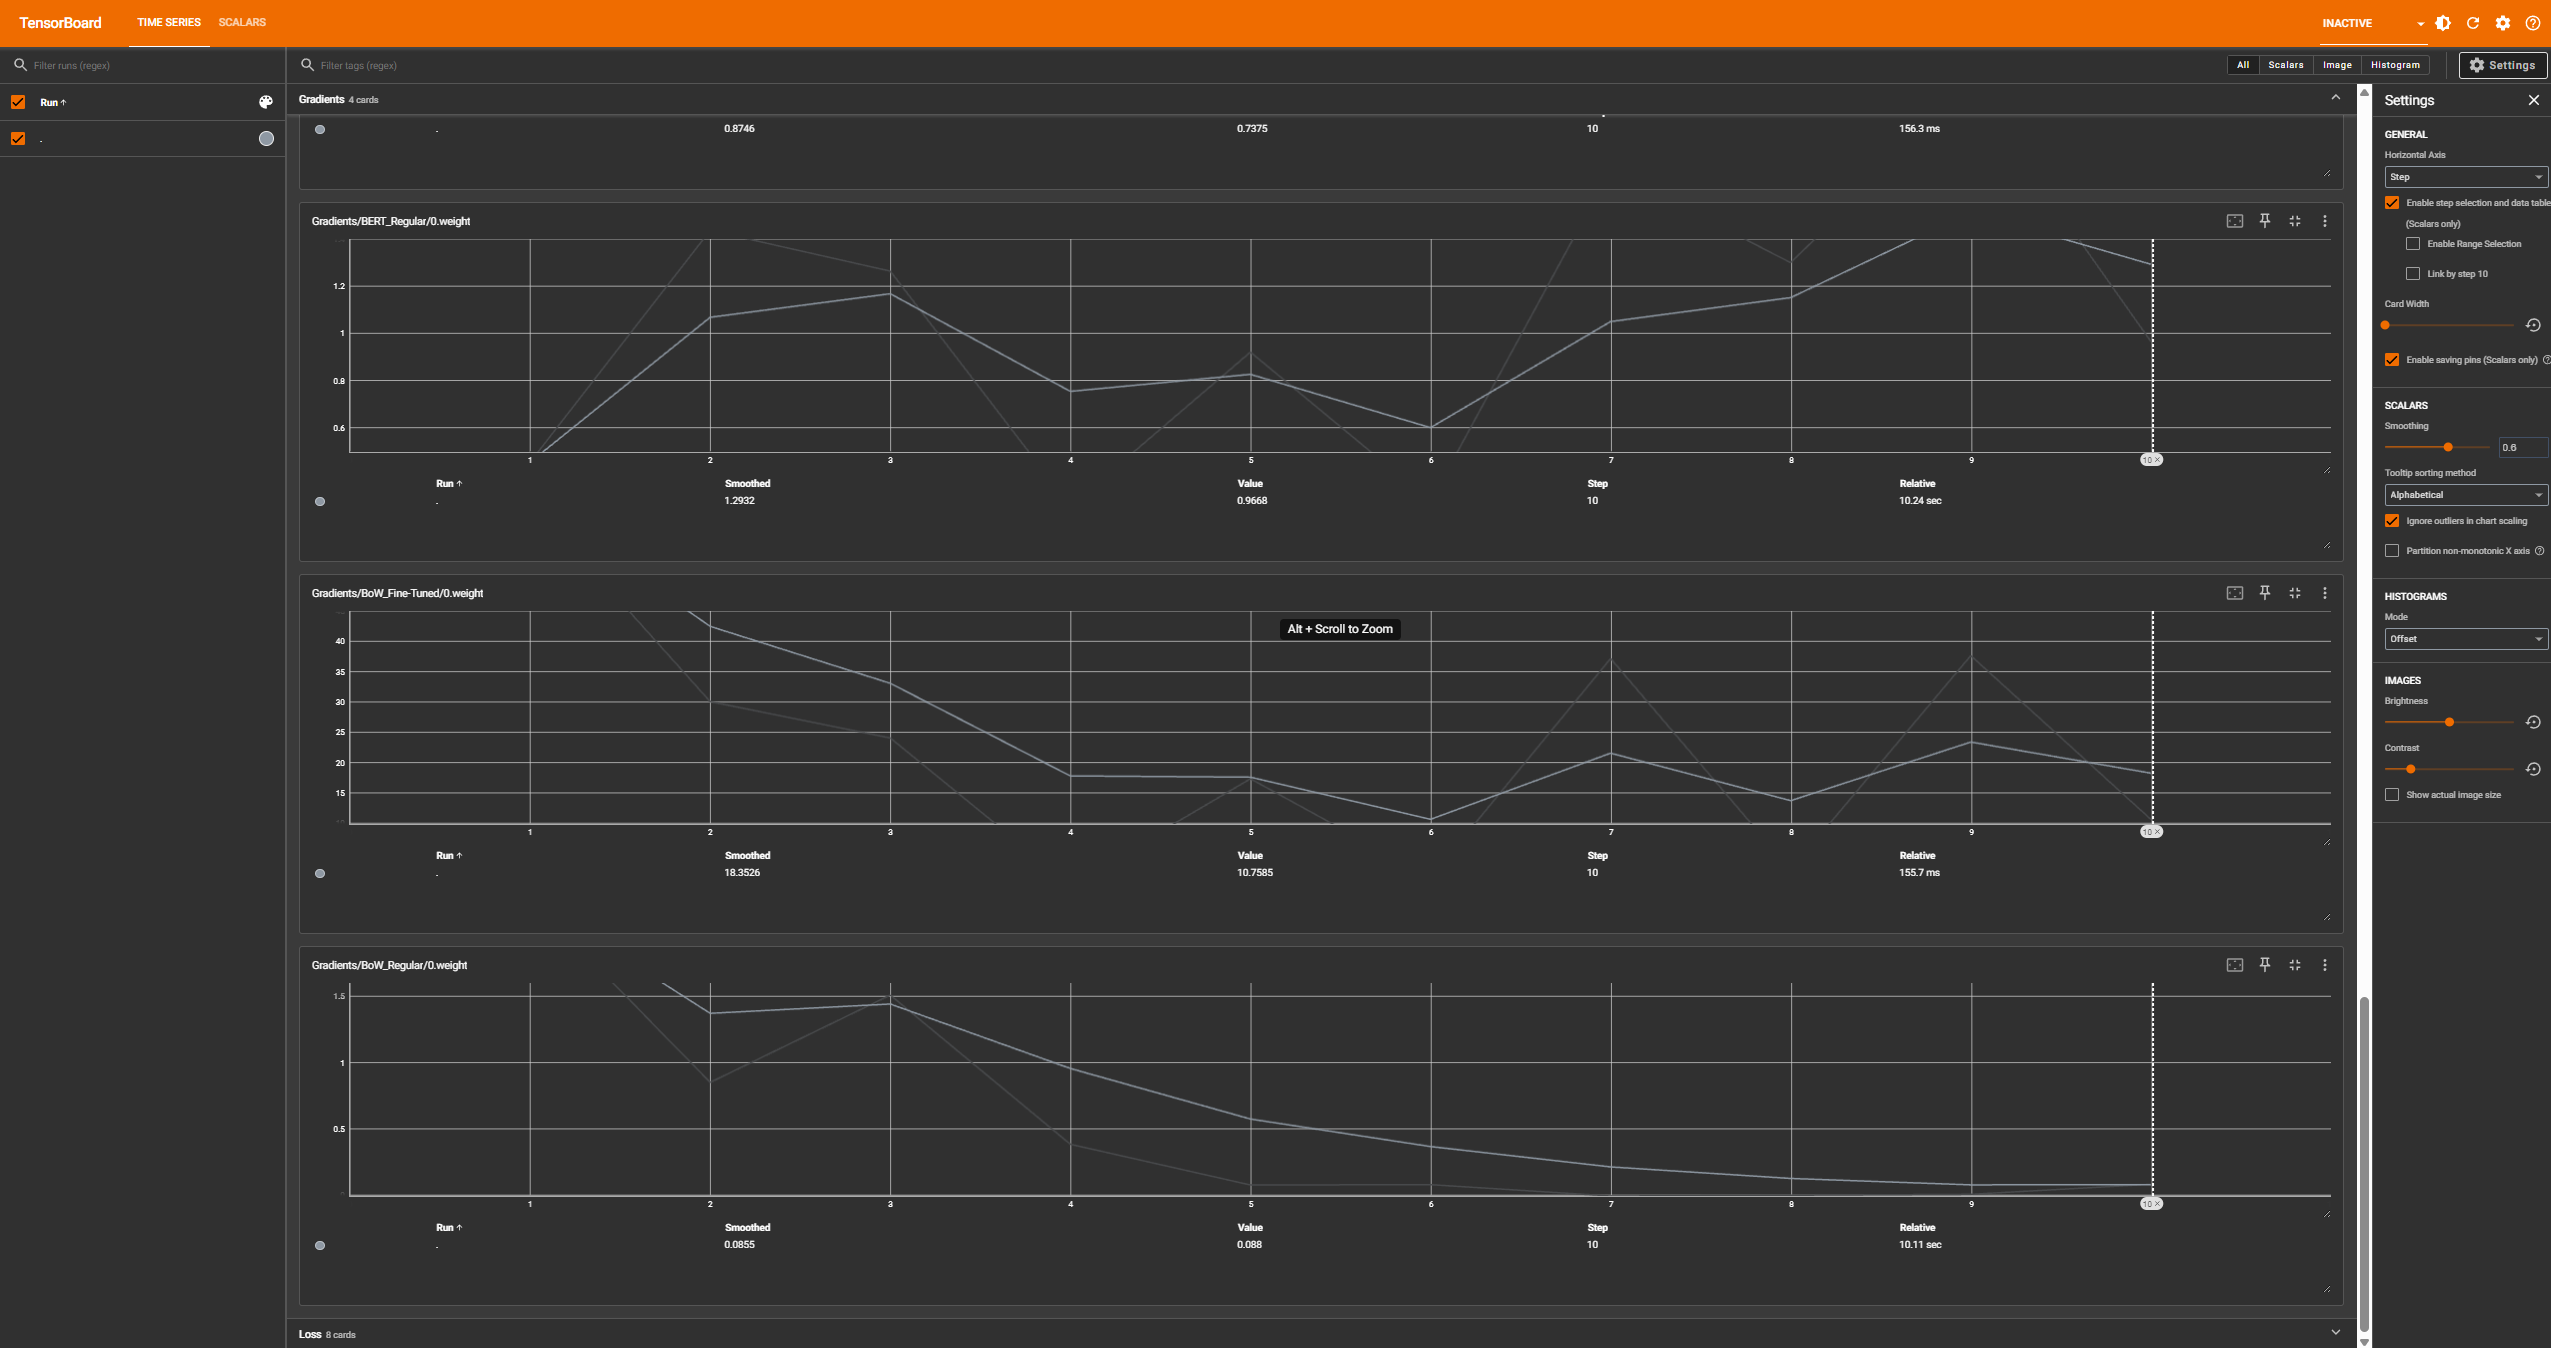 TensorBoard TIME SERIES SCALARS INACTIVE
Filter runs (regex)
Run ↑
.
Filter tags (regex)
All Scalars Image Histogram Settings
Gradients 4 cards
. 0.8746 0.7375 10 156.3 ms
Gradients/BERT_Regular/0.weight
1.2
1
0.8
0.6
1 2 3 4 5 6 7 8 9 10 ×
Run ↑ Smoothed Value Step Relative
. 1.2932 0.9668 10 10.24 sec
Gradients/BoW_Fine-Tuned/0.weight
Alt + Scroll to Zoom
40
35
30
25
20
15
1 2 3 4 5 6 7 8 9 10 ×
Run ↑ Smoothed Value Step Relative
. 18.3526 10.7585 10 155.7 ms
Gradients/BoW_Regular/0.weight
1.5
1
0.5
1 2 3 4 5 6 7 8 9 10 ×
Run ↑ Smoothed Value Step Relative
. 0.0855 0.088 10 10.11 sec
Loss 8 cards
Settings
GENERAL
Horizontal Axis
Step
Enable step selection and data table
(Scalars only)
Enable Range Selection
Link by step 10
Card Width
Enable saving pins (Scalars only)
SCALARS
Smoothing
0.6
Tooltip sorting method
Alphabetical
Ignore outliers in chart scaling
Partition non-monotonic X axis
HISTOGRAMS
Mode
Offset
IMAGES
Brightness
Contrast
Show actual image size